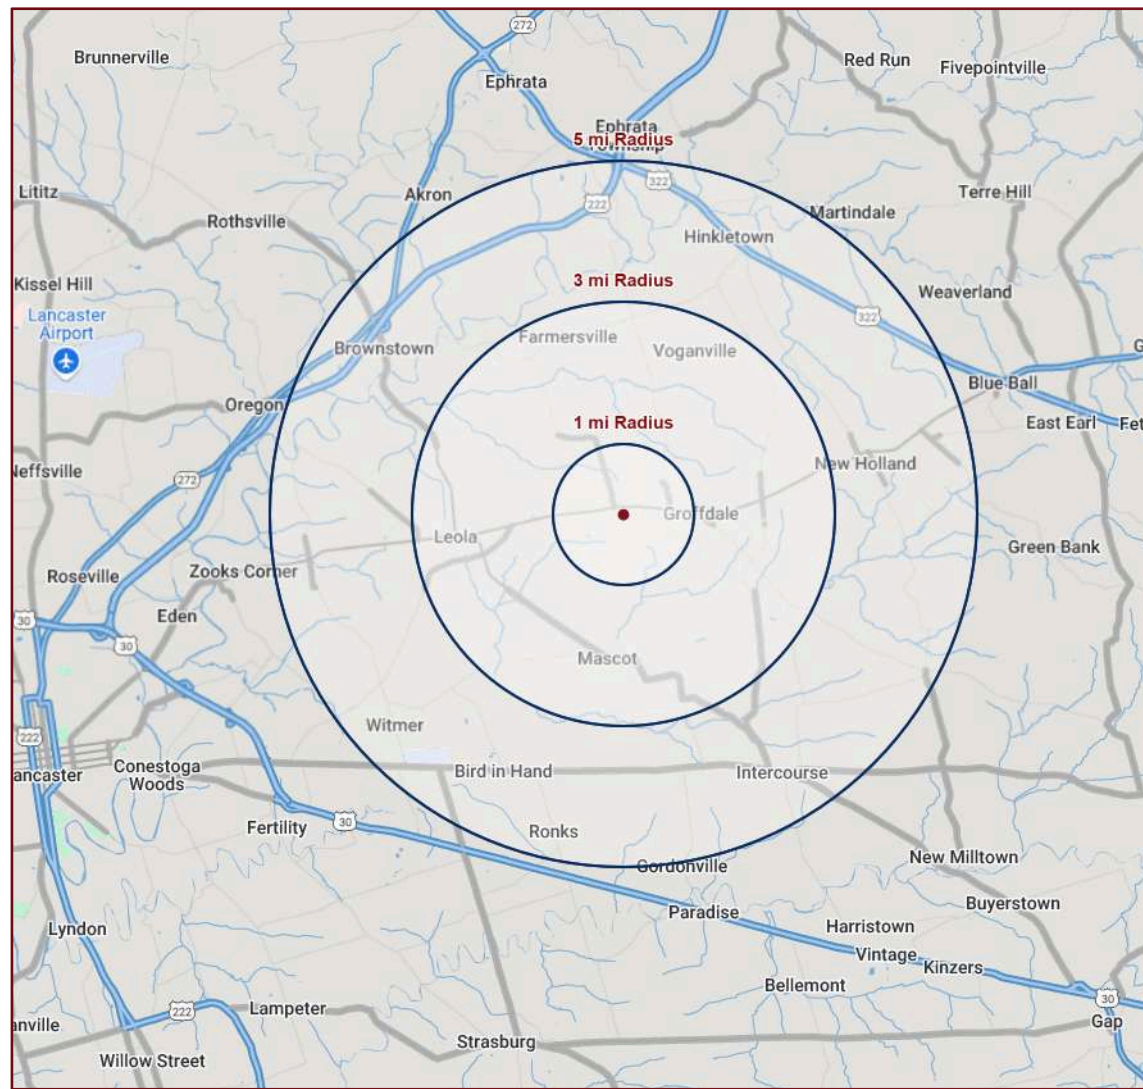 272
Brunnerville
Red Run
Fivepointville
Ephrata
Ephrata
Township
5 mi Radius
322
Lititz
Akron
Terre Hill
222
Rothsville
Martindale
Hinkletown
Kissel Hill
3 mi Radius
Weaverland
Lancaster
Airport
322
Farmersville
Brownstown
Voganville
G
Blue Ball
Oregon
1 mi Radius
East Earl
Fet
Neffsville
New Holland
272
Groffdale
Leola
Green Bank
Zooks Corner
Roseville
Eden
30
30
Mascot
Witmer
222
Conestoga
Woods
ancaster
Bird in Hand
Intercourse
30
Fertility
Ronks
Gordonville
New Milltown
Paradise
Buyerstown
Harristown
Lyndon
Vintage
Kinzers
Bellemont
30
222
Lampeter
anville
Gap
Strasburg
Willow Street